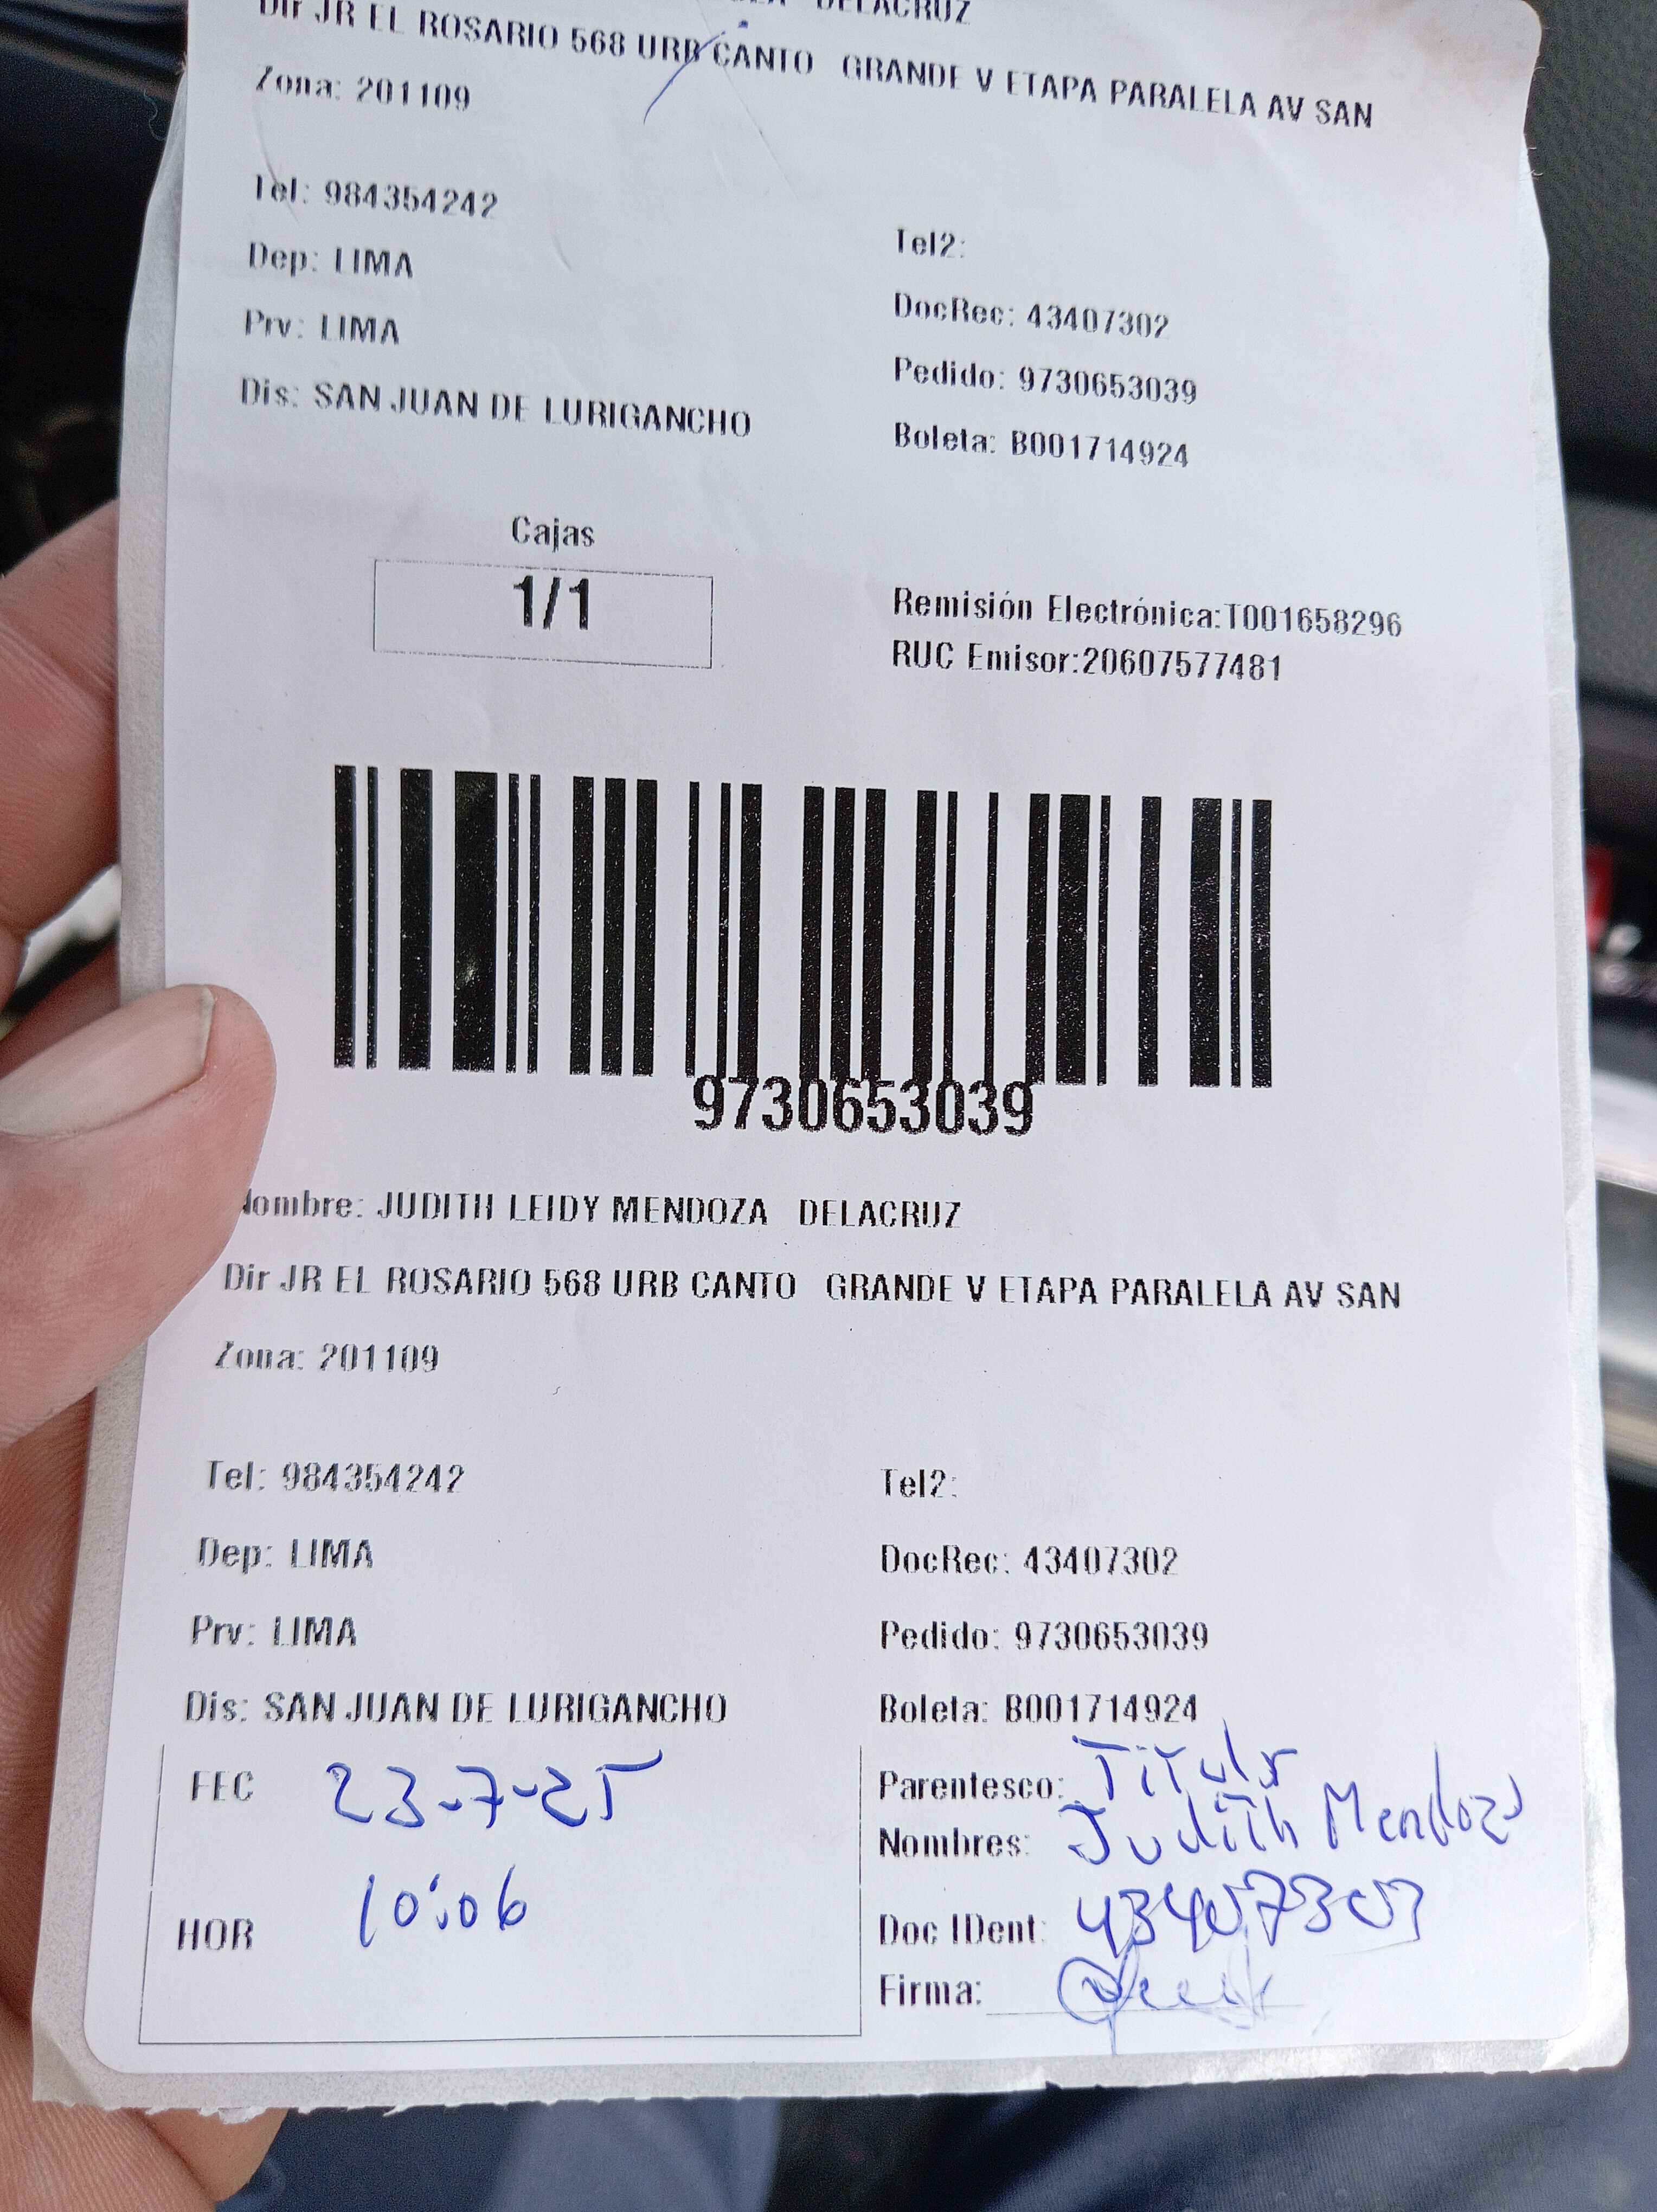 DELACRUZ
Dir JR EL ROSARIO 568 URB CANTO GRANDE V ETAPA PARALELA AV SAN
Zona: 201109
Tel: 984354242
Tel2:
Dep: LIMA
DocRec: 43407302
Prv: LIMA
Pedido: 9730653039
Dis: SAN JUAN DE LURIGANCHO
Boleta: B001714924
Cajas
1/1
Remisión Electrónica:T001658296
RUC Emisor:20607577481
9730653039
Nombre: JUDITH LEIDY MENDOZA DELACRUZ
Dir JR EL ROSARIO 568 URB CANTO GRANDE V ETAPA PARALELA AV SAN
Zona: 201109
Tel: 984354242
Tel2:
Dep: LIMA
DocRec: 43407302
Prv: LIMA
Pedido: 9730653039
Dis: SAN JUAN DE LURIGANCHO
Boleta: B001714924
FEC 23-7-25
Parentesco: Titular
Nombres: Judith Mendoza
HOR 10:06
Doc IDent:
Firma: